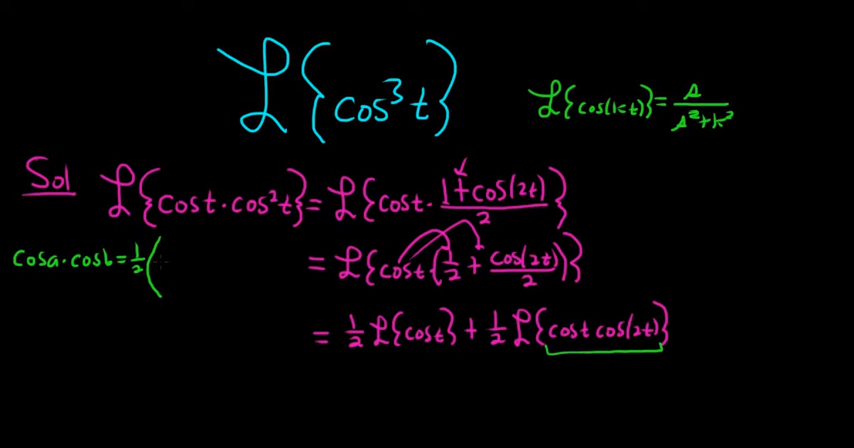 ℒ{cos³t}
ℒ{cos(kt)} = s/(s²+k²)
Sol ℒ{cost · cos²t} = ℒ{cost · (1+cos(2t))/2}
= ℒ{cost (1/2 + cos(2t)/2)}
cosa · cosb = 1/2 (
= 1/2 ℒ{cost} + 1/2 ℒ{cost cos(2t)}